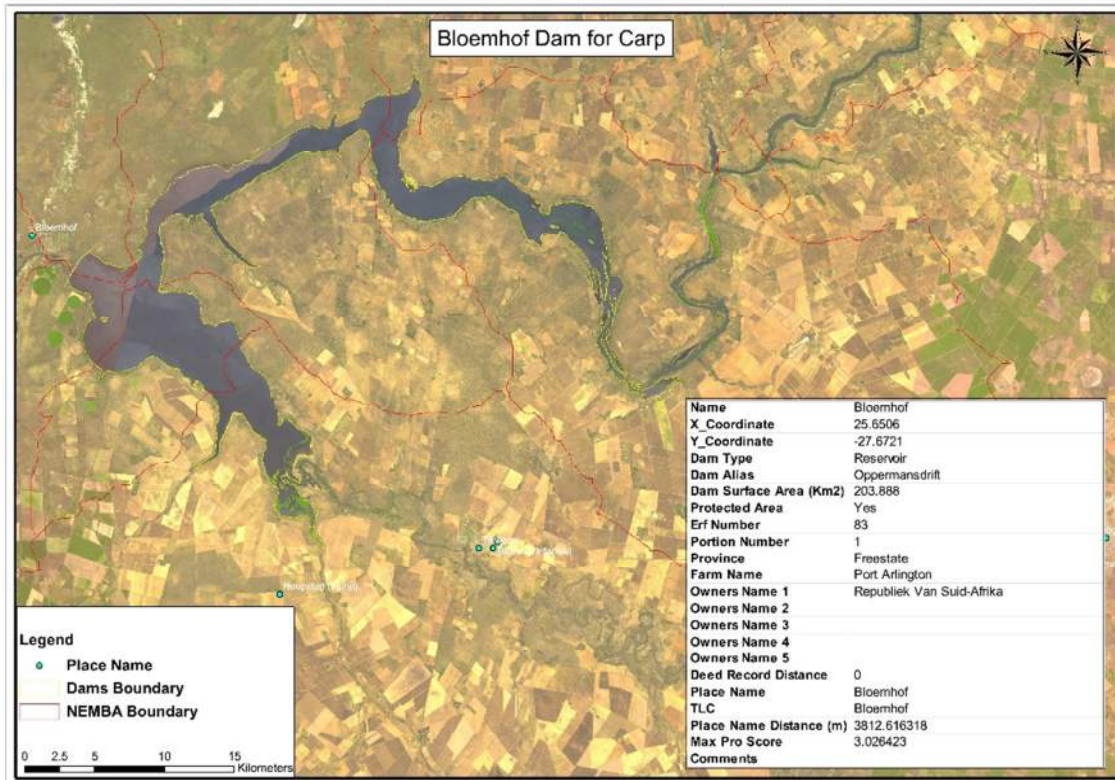 Bloemhof Dam for Carp
Bloemhof
Name Bloemhof
X_Coordinate 25.6506
Y_Coordinate -27.6721
Dam Type Reservoir
Dam Alias Oppermansdrift
Dam Surface Area (Km2) 203.888
Protected Area Yes
Erf Number 83
Portion Number 1
Province Freestate
Farm Name Port Arlington
Owners Name 1 Republiek Van Suid-Afrika
Owners Name 2
Owners Name 3
Owners Name 4
Owners Name 5
Deed Record Distance 0
Place Name Bloemhof
TLC Bloemhof
Place Name Distance (m) 3812.616318
Max Pro Score 3.026423
Comments
Legend
Place Name
Dams Boundary
NEMBA Boundary
0 2.5 5 10 15
Kilometers